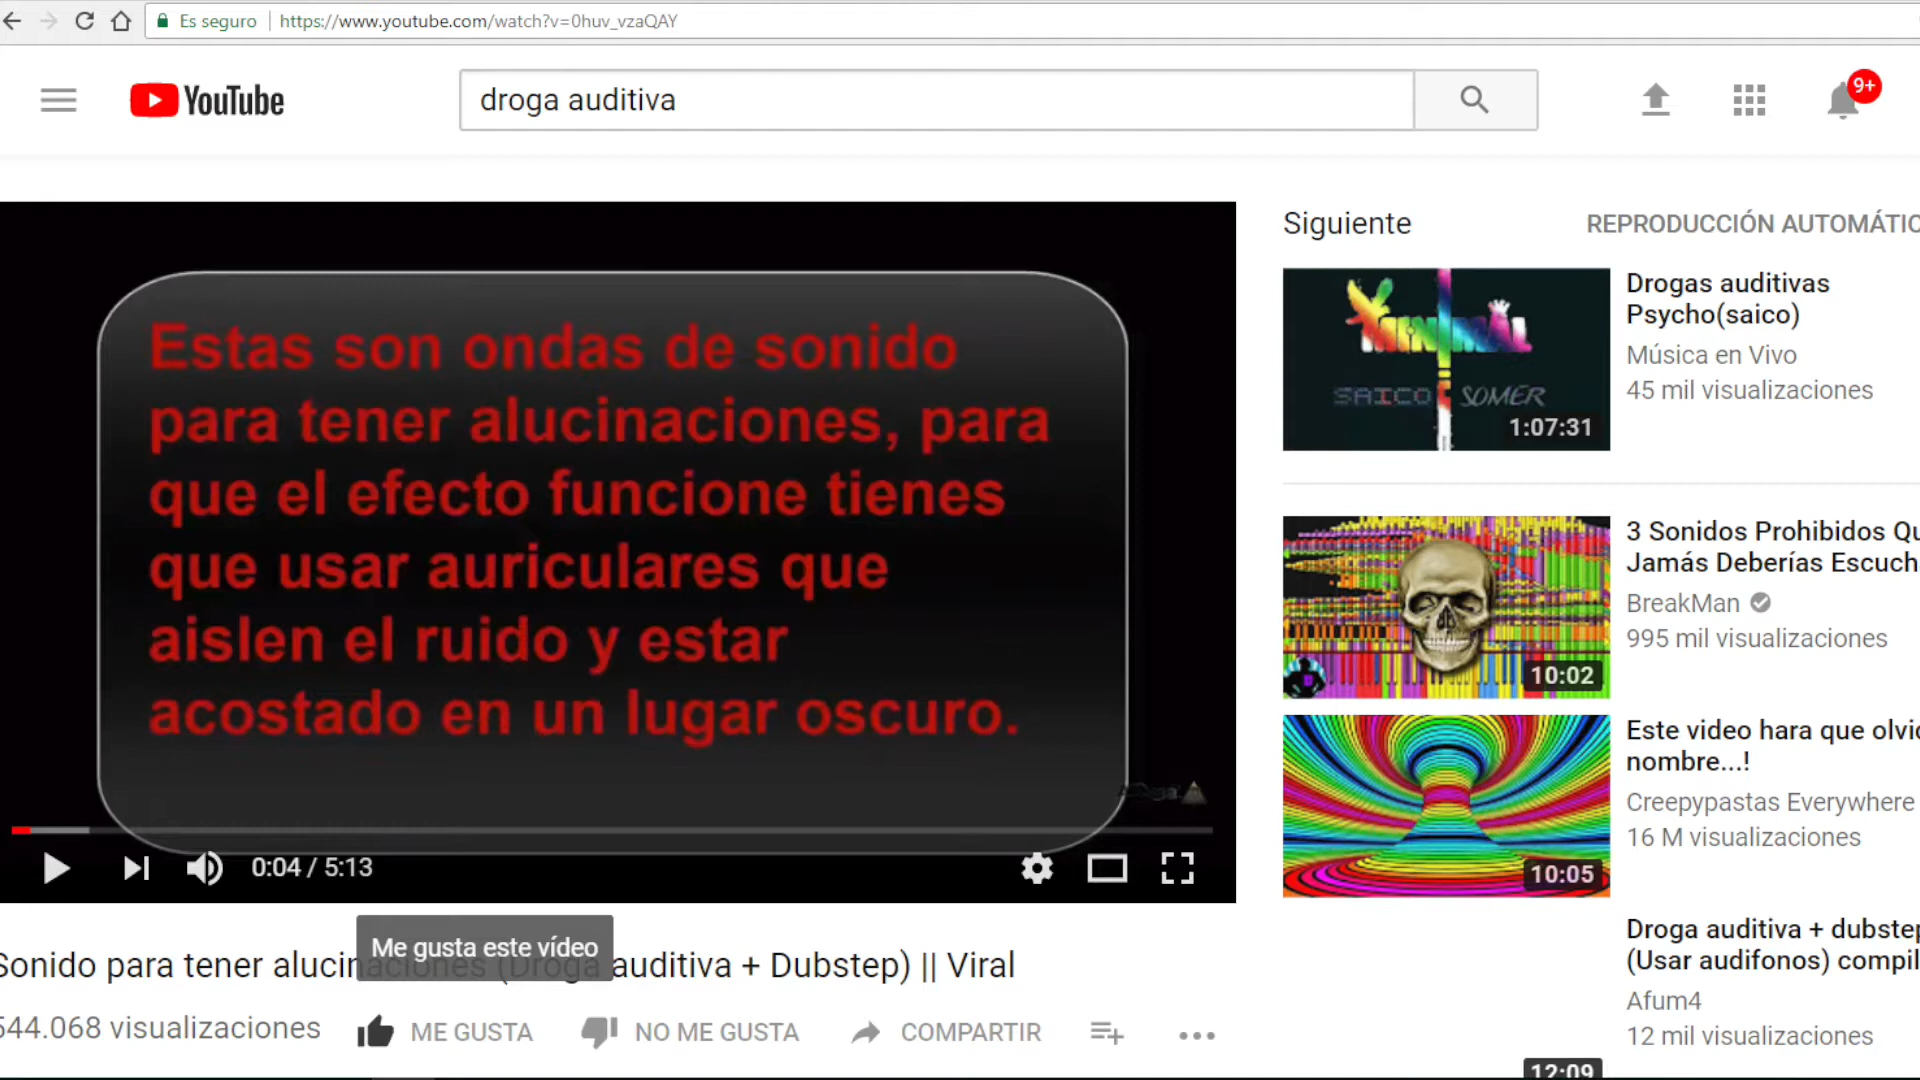 Es seguro
https://www.youtube.com/watch?v=0huv_vzaQAY
YouTube
droga auditiva
9+
Estas son ondas de sonido
para tener alucinaciones, para
que el efecto funcione tienes
que usar auriculares que
aislen el ruido y estar
acostado en un lugar oscuro.
0:04 / 5:13
Me gusta este vídeo
Sonido para tener alucinaciones (Droga auditiva + Dubstep) || Viral
544.068 visualizaciones
ME GUSTA
NO ME GUSTA
COMPARTIR
Siguiente
REPRODUCCIÓN AUTOMÁTIC
SAICO SOMER
1:07:31
Drogas auditivas
Psycho(saico)
Música en Vivo
45 mil visualizaciones
10:02
3 Sonidos Prohibidos Qu
Jamás Deberías Escuch
BreakMan
995 mil visualizaciones
10:05
Este video hara que olvi
nombre...!
Creepypastas Everywhere
16 M visualizaciones
Droga auditiva + dubstep
(Usar audifonos) compil
Afum4
12 mil visualizaciones
12:09